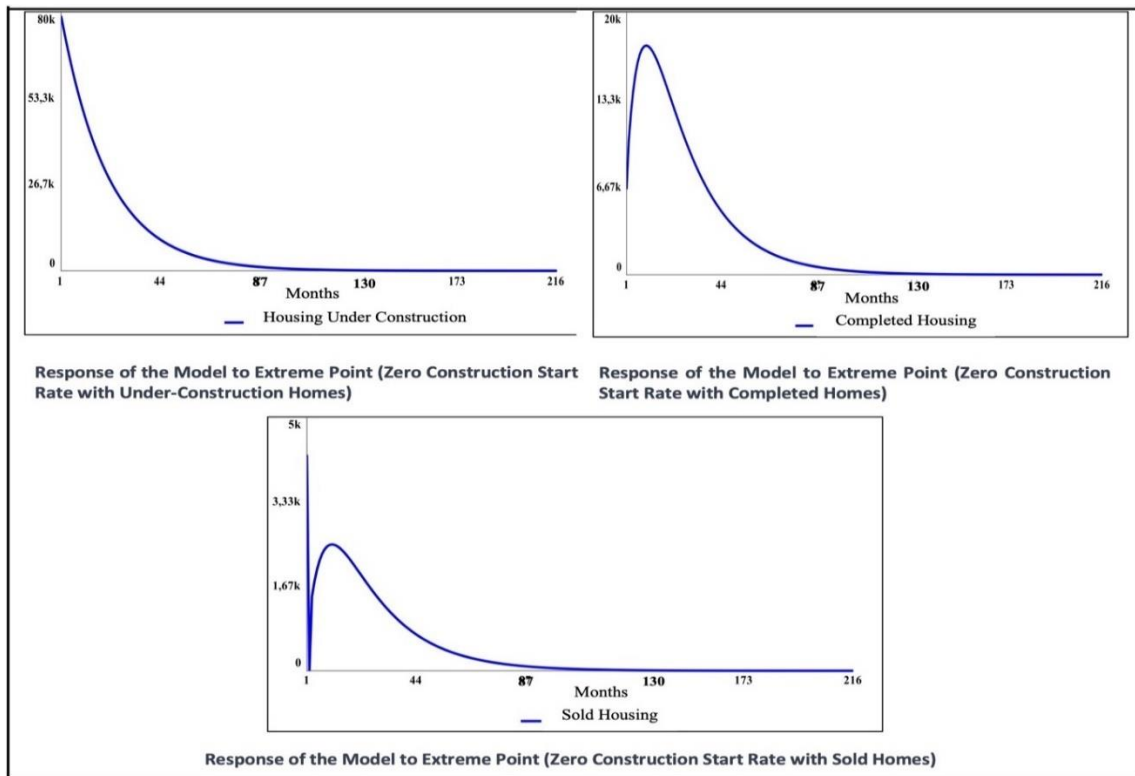 80k
53,3k
26,7k
0
1 44 87 130 173 216
Months
Housing Under Construction
20k
13,3k
6,67k
0
1 44 87 130 173 216
Months
Completed Housing
Response of the Model to Extreme Point (Zero Construction Start
Rate with Under-Construction Homes)
Response of the Model to Extreme Point (Zero Construction
Start Rate with Completed Homes)
5k
3,33k
1,67k
0
1 44 87 130 173 216
Months
Sold Housing
Response of the Model to Extreme Point (Zero Construction Start Rate with Sold Homes)